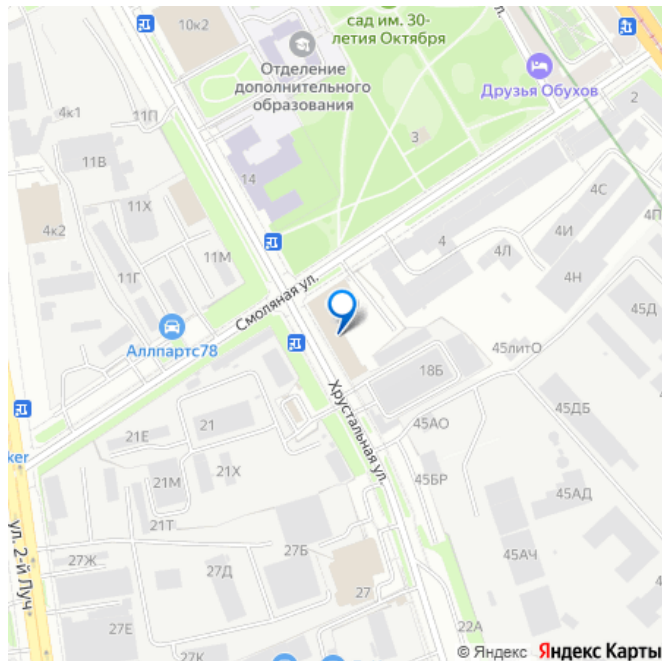 10к2
сад им. 30-
летия Октября
ул.
Отделение
дополнительного
образования
Друзья Обухов
2
4к1
11П
3
11В
14
4С
11Х
4П
4к2
4И
4
4Л
11М
11Г
4Н
Смоляная ул.
45Д
Аллпартс78
45литО
18Б
Хрустальная ул.
45ДБ
21
21Е
45АО
ker
21Х
45БР
21М
45АД
21Т
ул. 2-й Луч
27Б
27Ж
45АЧ
27Д
27
27Е
22А
27К
© Яндекс Яндекс Карты